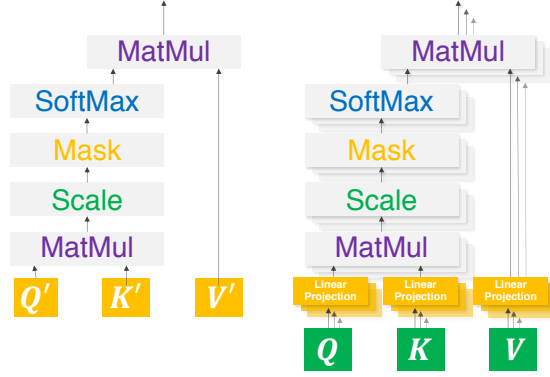 MatMul
SoftMax
Mask
Scale
MatMul
Q′ K′ V′
MatMul
SoftMax
Mask
Scale
MatMul
Linear Projection
Linear Projection
Linear Projection
Q K V